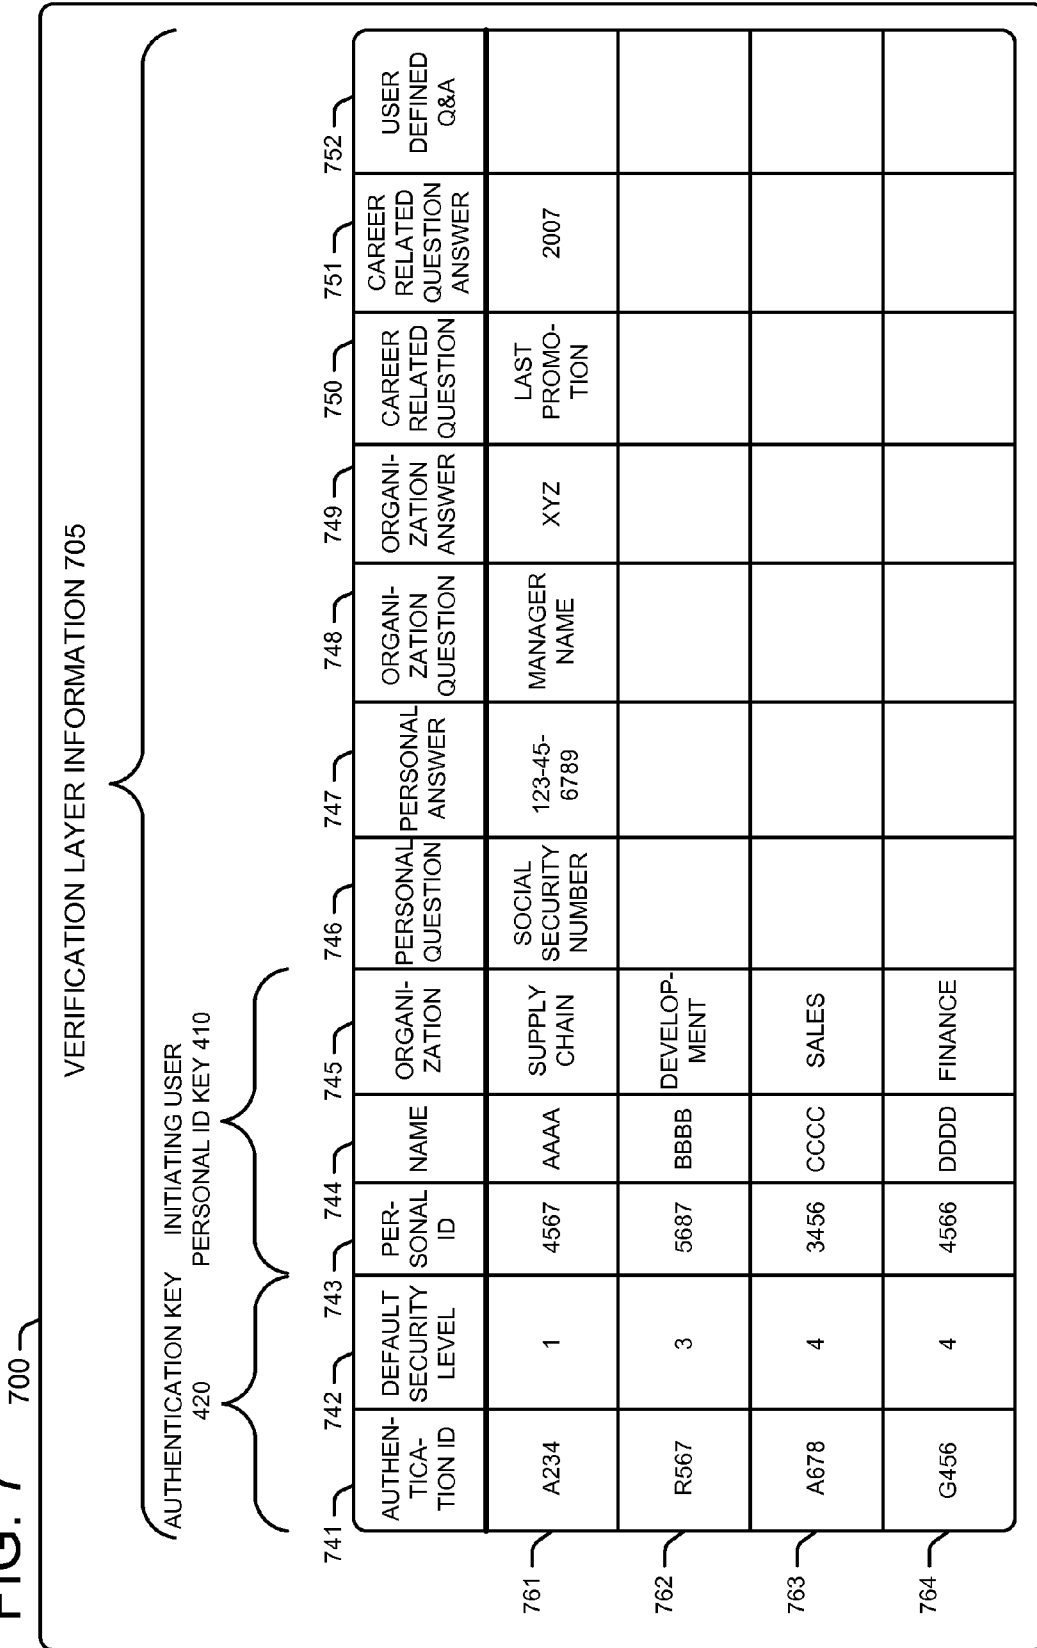 FIG. 7
700
VERIFICATION LAYER INFORMATION 705
AUTHENTICATION KEY
420
INITIATING USER
PERSONAL ID KEY 410
741
742
743
744
745
746
747
748
749
750
751
752
AUTHEN-
TICA-
TION ID
DEFAULT
SECURITY
LEVEL
PER-
SONAL
ID
NAME
ORGANI-
ZATION
PERSONAL
QUESTION
PERSONAL
ANSWER
ORGANI-
ZATION
QUESTION
ORGANI-
ZATION
ANSWER
CAREER
RELATED
QUESTION
CAREER
RELATED
QUESTION
ANSWER
USER
DEFINED
Q&A
761
A234
1
4567
AAAA
SUPPLY
CHAIN
SOCIAL
SECURITY
NUMBER
123-45-
6789
MANAGER
NAME
XYZ
LAST
PROMO-
TION
2007
762
R567
3
5687
BBBB
DEVELOP-
MENT
763
A678
4
3456
CCCC
SALES
764
G456
4
4566
DDDD
FINANCE